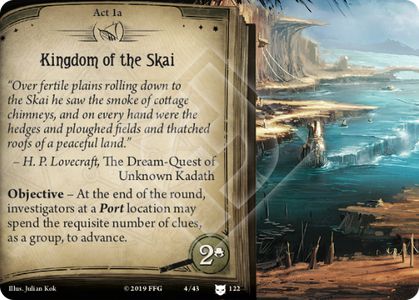 Act 1a
Kingdom of the Skai
“Over fertile plains rolling down to
the Skai he saw the smoke of cottage
chimneys, and on every hand were the
hedges and ploughed fields and thatched
roofs of a peaceful land.”
– H. P. Lovecraft, The Dream-Quest of
Unknown Kadath
Objective – At the end of the round,
investigators at a Port location may
spend the requisite number of clues,
as a group, to advance.
2
Illus. Julian Kok
© 2019 FFG
4/43
122